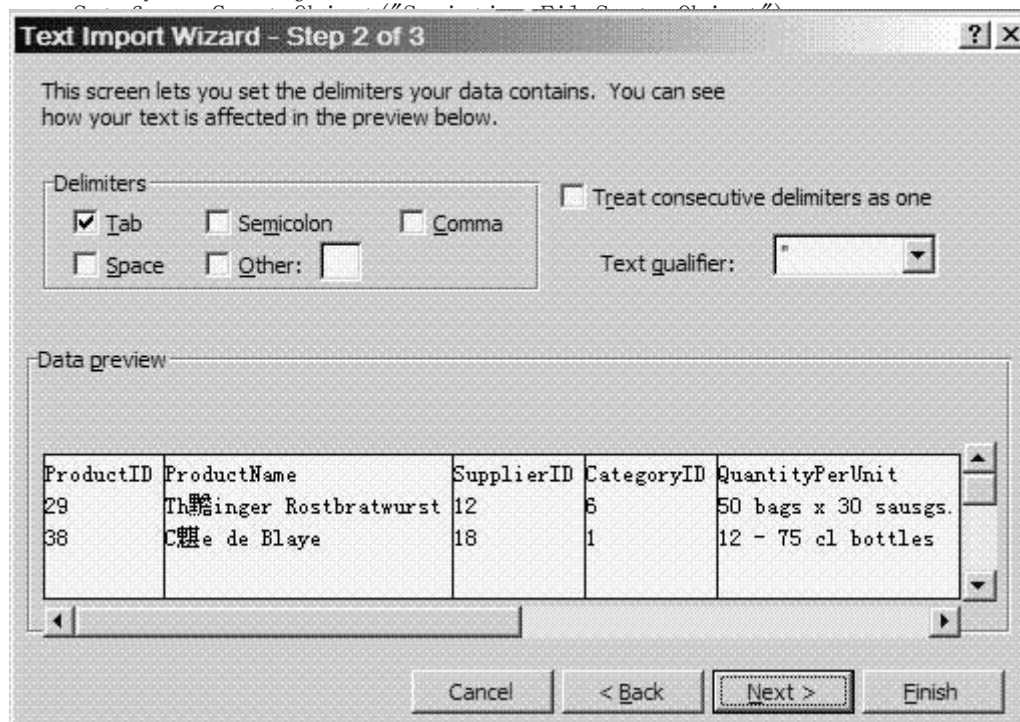 Text Import Wizard - Step 2 of 3
This screen lets you set the delimiters your data contains. You can see
how your text is affected in the preview below.
Delimiters
Tab Semicolon Comma
Space Other:
Treat consecutive delimiters as one
Text qualifier: "
Data preview
ProductID ProductName SupplierID CategoryID QuantityPerUnit
29 Th黵inger Rostbratwurst 12 6 50 bags x 30 sausgs.
38 C魌e de Blaye 18 1 12 - 75 cl bottles
Cancel < Back Next > Finish